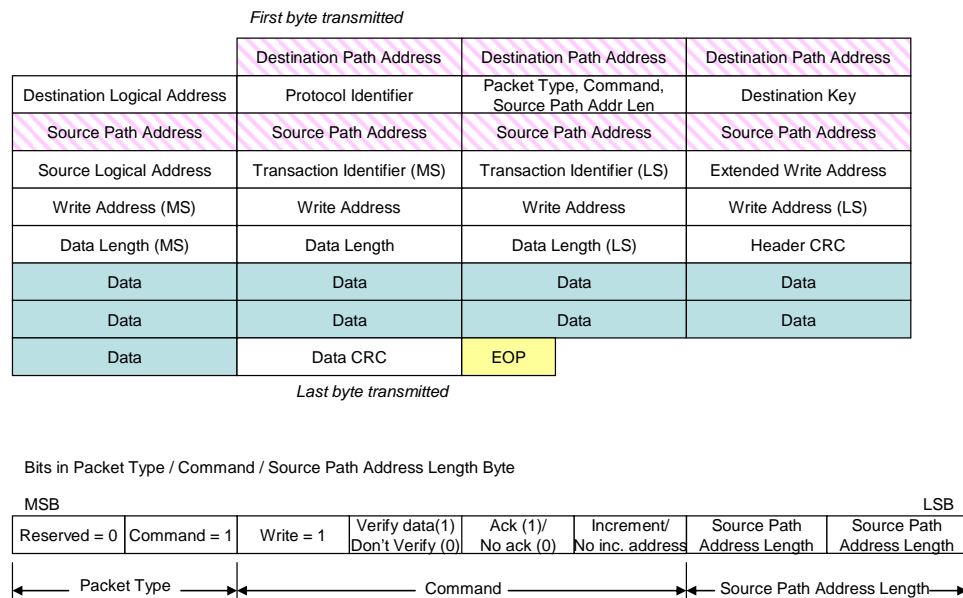 First byte transmitted
Destination Path Address Destination Path Address Destination Path Address
Destination Logical Address Protocol Identifier Packet Type, Command, Source Path Addr Len Destination Key
Source Path Address Source Path Address Source Path Address Source Path Address
Source Logical Address Transaction Identifier (MS) Transaction Identifier (LS) Extended Write Address
Write Address (MS) Write Address Write Address Write Address (LS)
Data Length (MS) Data Length Data Length (LS) Header CRC
Data Data Data Data
Data Data Data Data
Data Data CRC EOP
Last byte transmitted
Bits in Packet Type / Command / Source Path Address Length Byte
MSB LSB
Reserved = 0 Command = 1 Write = 1 Verify data(1) Don't Verify (0) Ack (1)/ No ack (0) Increment/ No inc. address Source Path Address Length Source Path Address Length
Packet Type Command Source Path Address Length